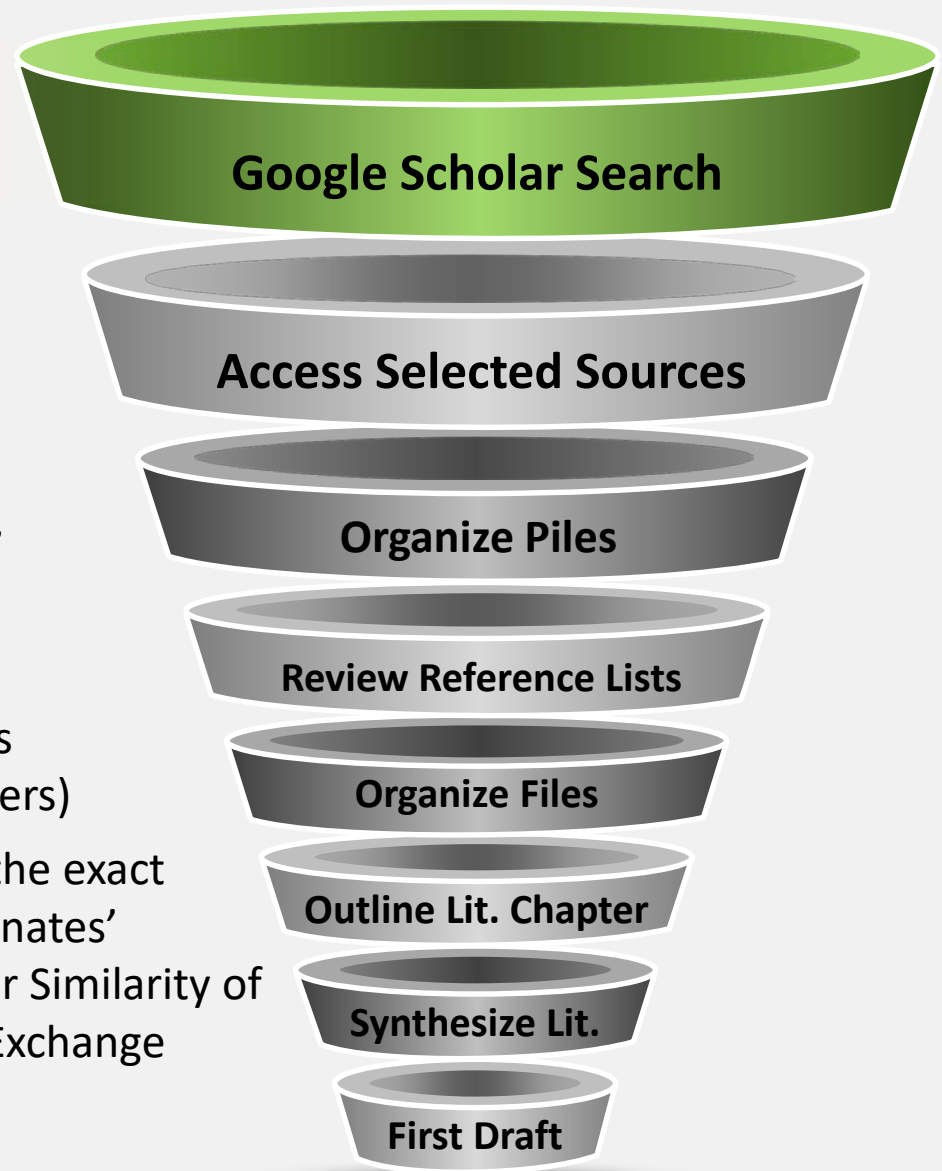 Google Scholar Search
Access Selected Sources
Organize Piles
Review Reference Lists
Organize Files
Outline Lit. Chapter
Synthesize Lit.
First Draft
,
s
ers)
the exact
nates’
r Similarity of
Exchange